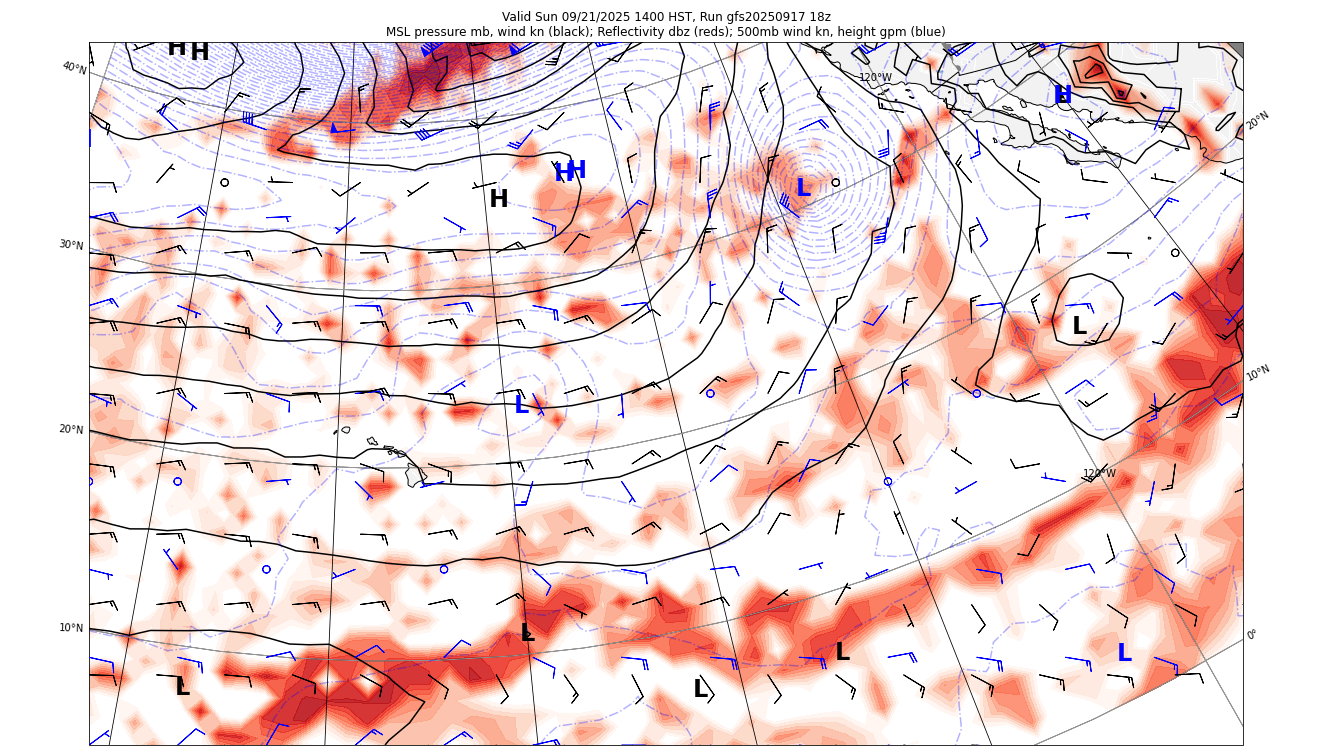 Valid Sun 09/21/2025 1400 HST, Run gfs20250917 18z
MSL pressure mb, wind kn (black); Reflectivity dbz (reds); 500mb wind kn, height gpm (blue)
H H
40°N
120°W
H
20°N
H H
L
H
30°N
L
10°N
L
20°N
120°W
10°N
L
0°
L
L
L
L